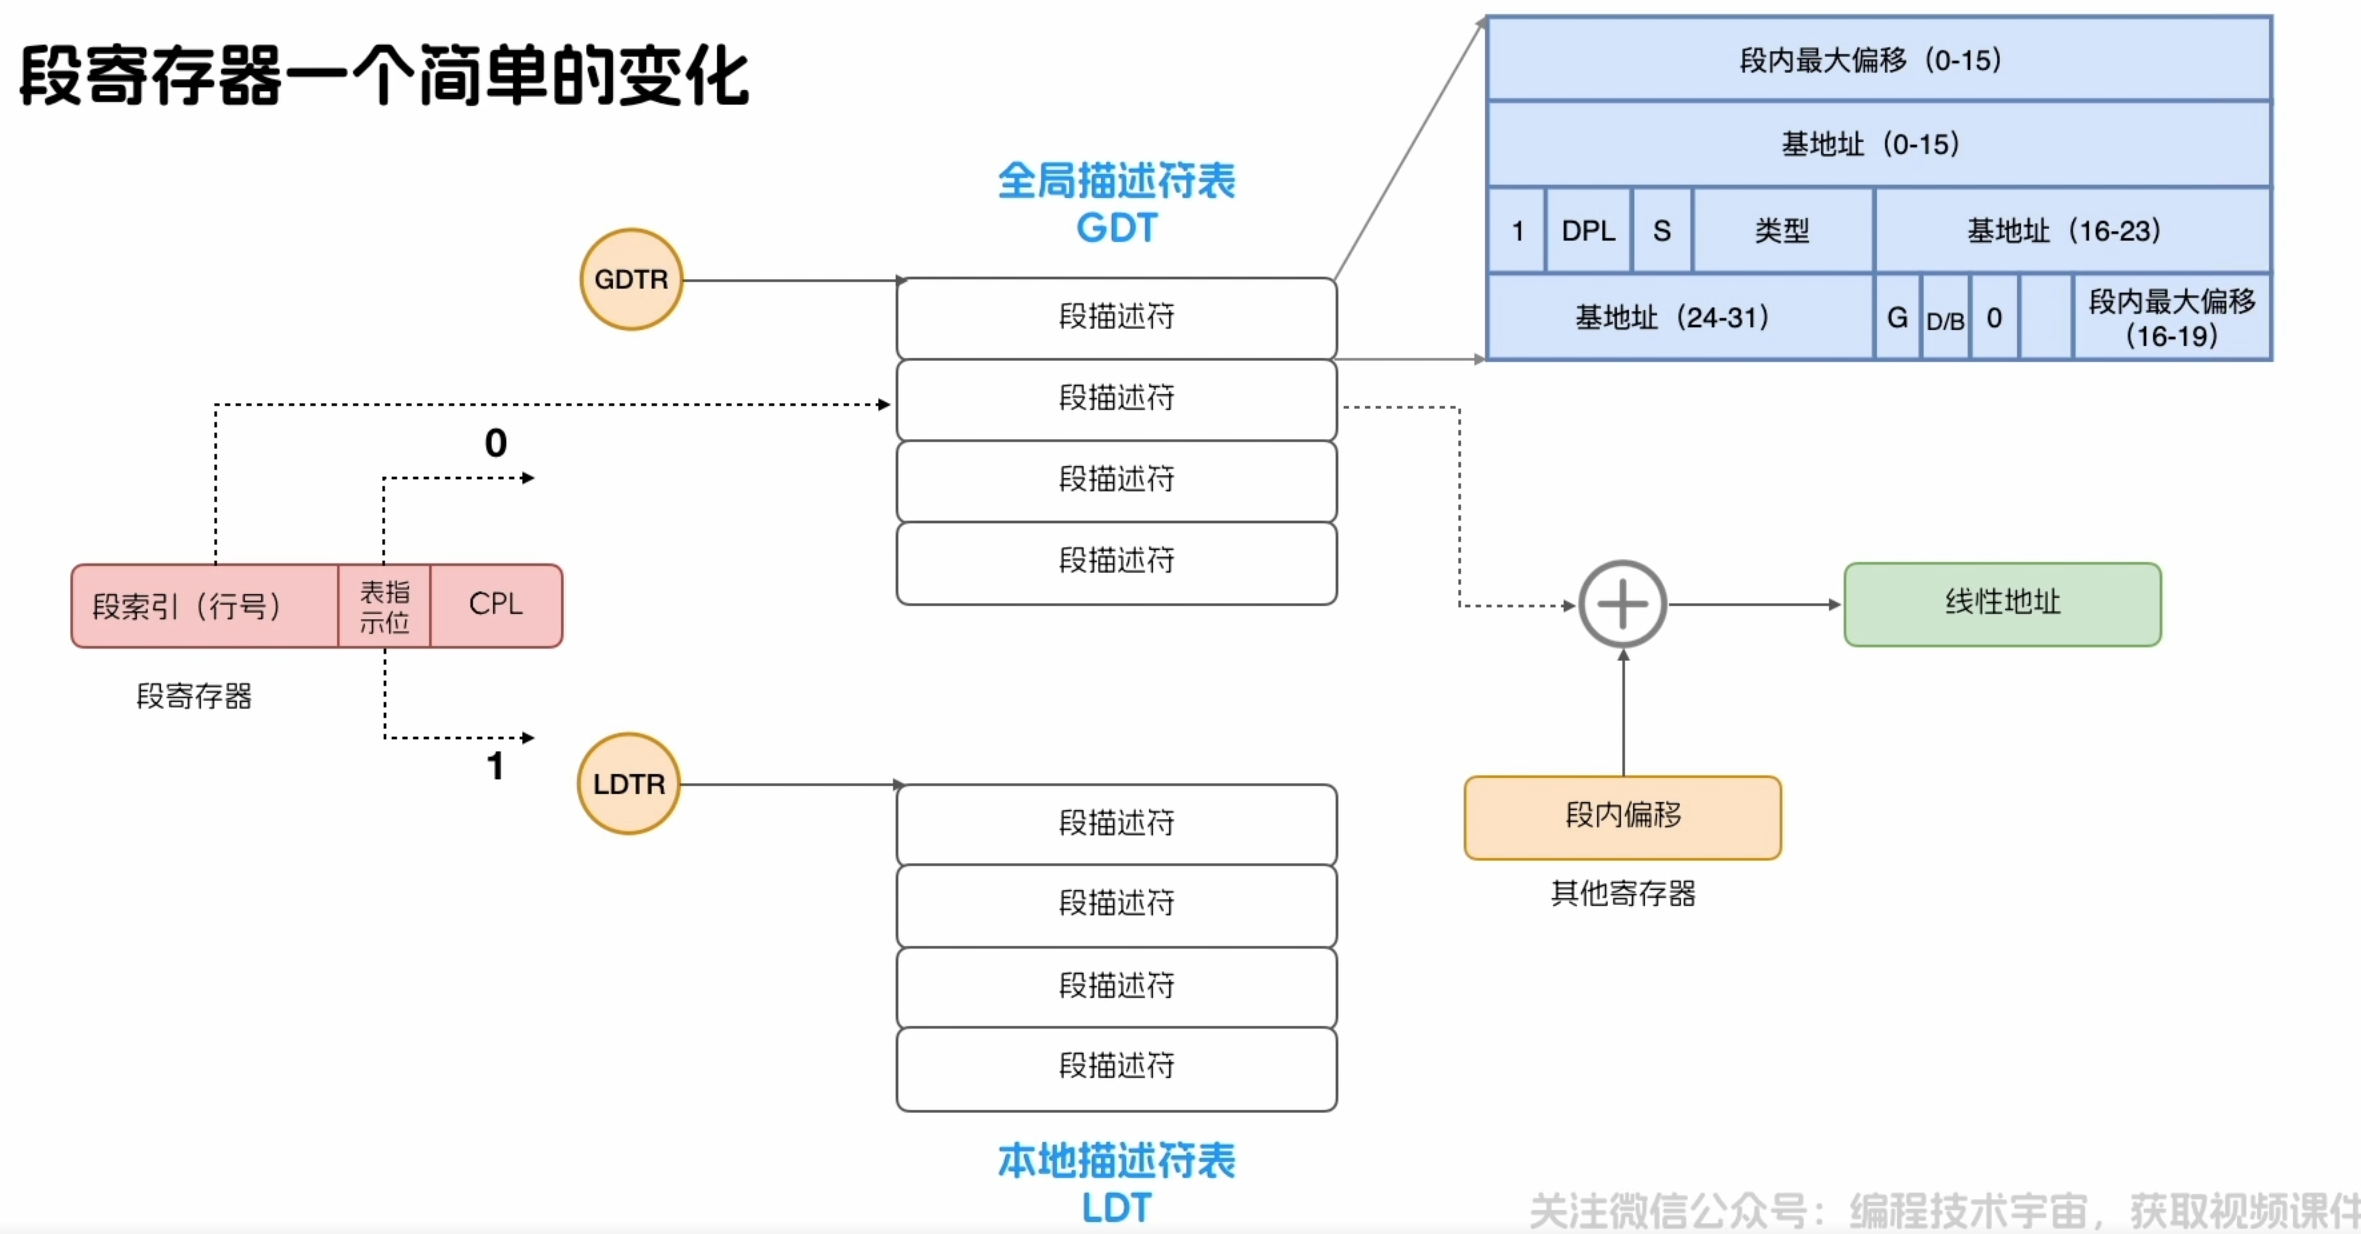 段寄存器一个简单的变化
全局描述符表
GDT
GDTR
段描述符
段描述符
段描述符
段描述符
段内最大偏移（0-15）
基地址（0-15）
1 DPL S 类型 基地址（16-23）
基地址（24-31） G D/B 0 段内最大偏移
（16-19）
0
段索引（行号） 表指
示位 CPL
段寄存器
1
LDTR
段描述符
段描述符
段描述符
段描述符
本地描述符表
LDT
线性地址
段内偏移
其他寄存器
关注微信公众号：编程技术宇宙，获取视频课件